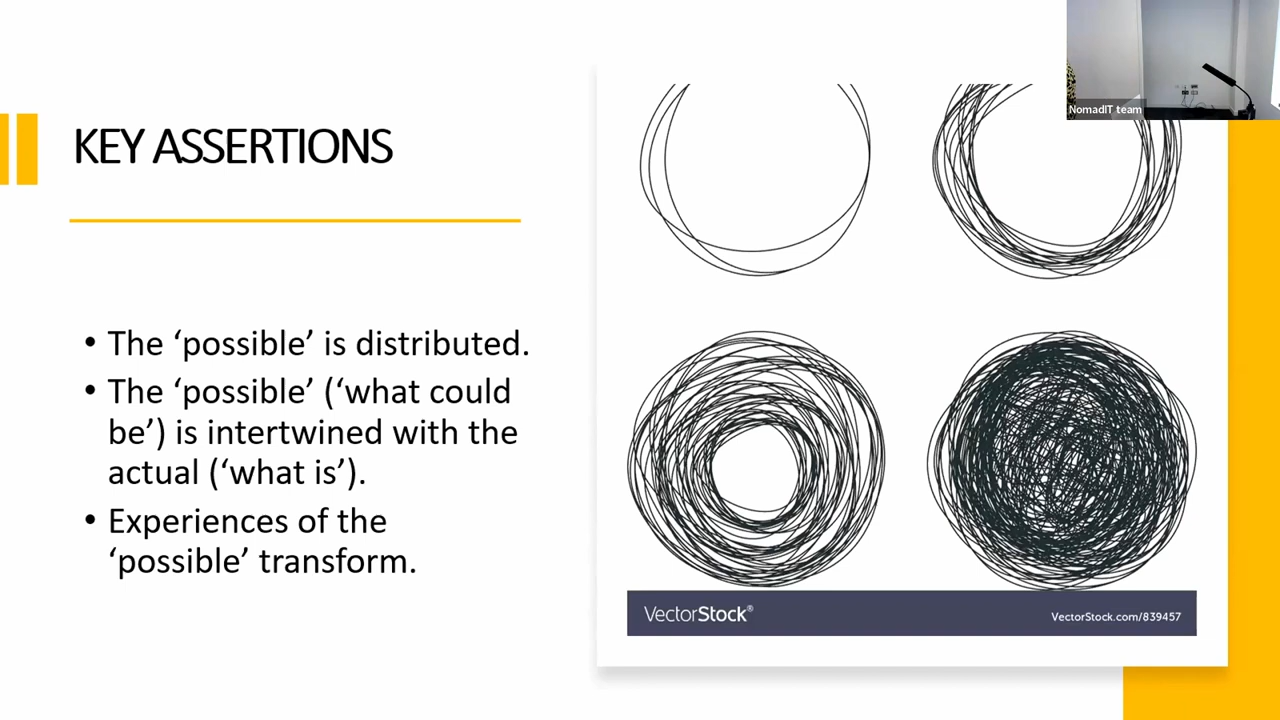 KEY ASSERTIONS
• The ‘possible’ is distributed.
• The ‘possible’ (‘what could
be’) is intertwined with the
actual (‘what is’).
• Experiences of the
‘possible’ transform.
NomadIT team
VectorStock®
VectorStock.com/839457